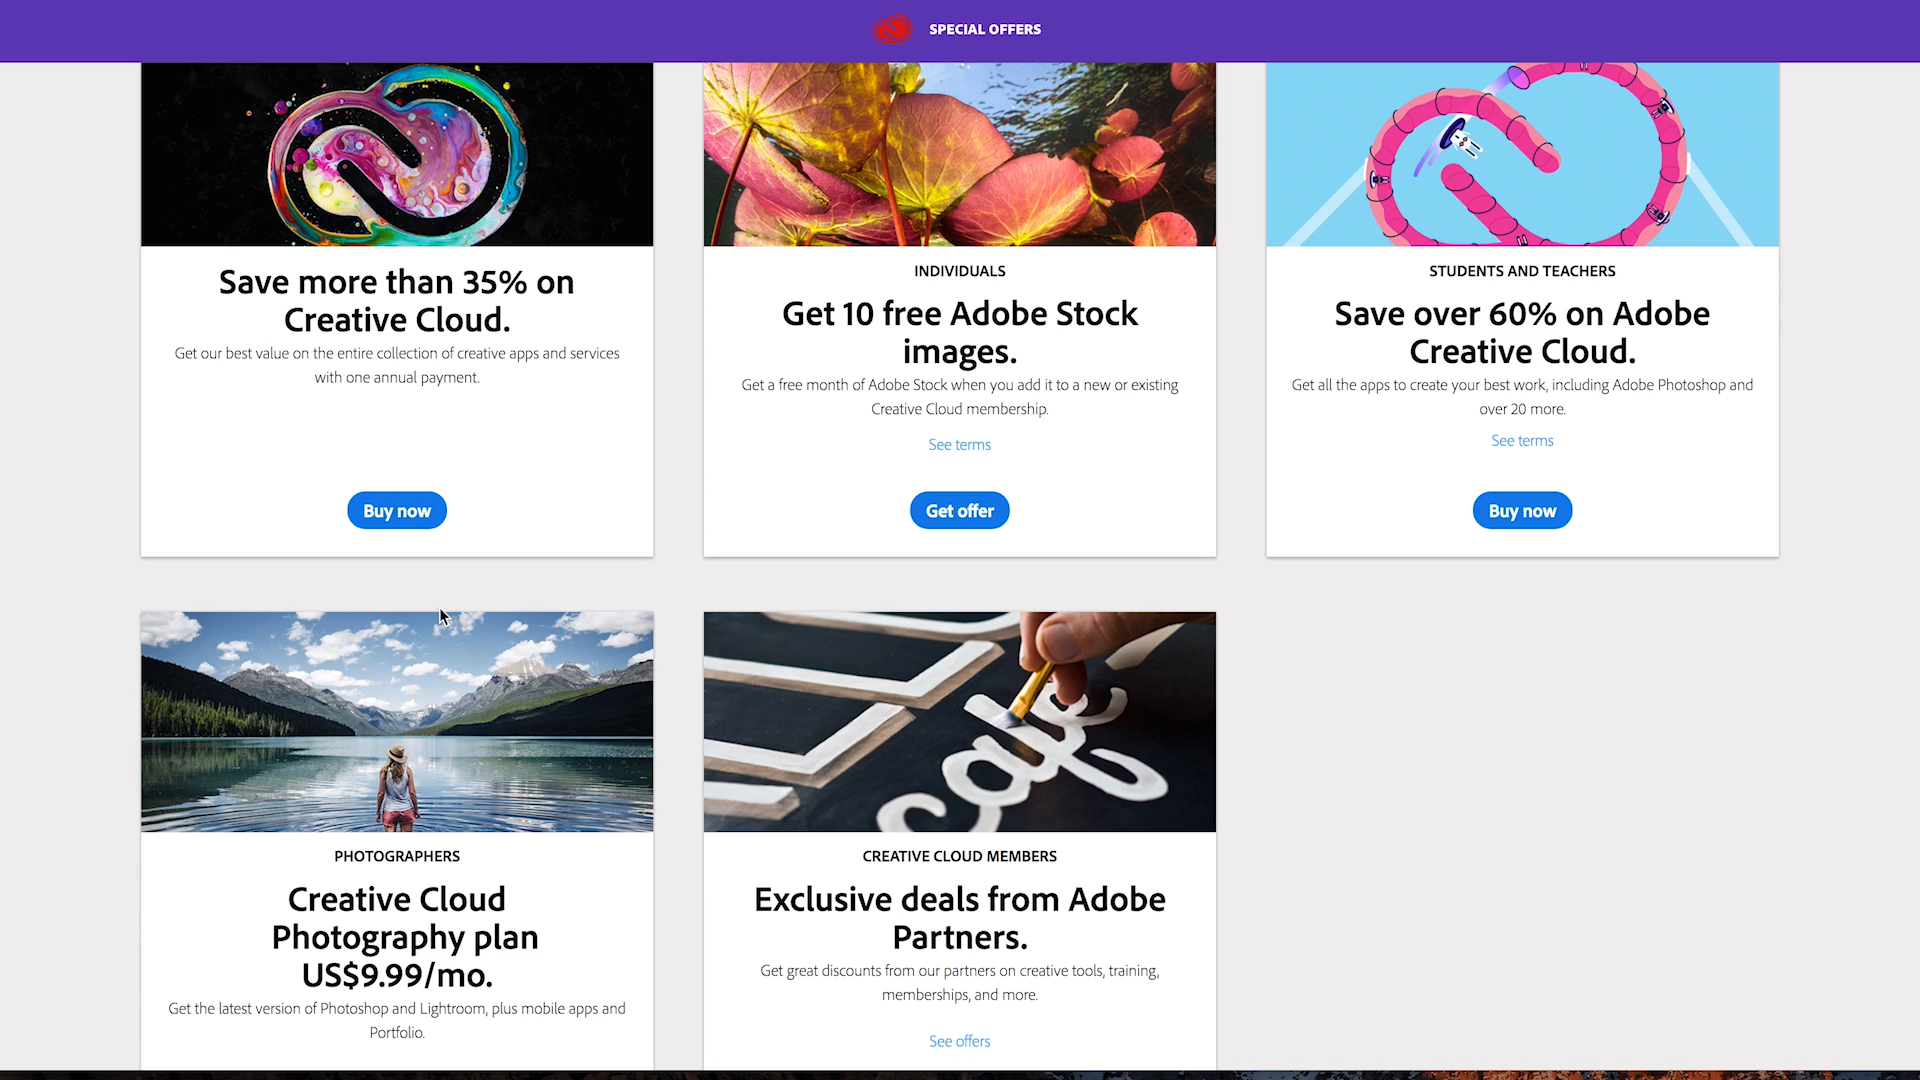 SPECIAL OFFERS
Save more than 35% on
Creative Cloud.
Get our best value on the entire collection of creative apps and services
with one annual payment.
Buy now
INDIVIDUALS
Get 10 free Adobe Stock
images.
Get a free month of Adobe Stock when you add it to a new or existing
Creative Cloud membership.
See terms
Get offer
STUDENTS AND TEACHERS
Save over 60% on Adobe
Creative Cloud.
Get all the apps to create your best work, including Adobe Photoshop and
over 20 more.
See terms
Buy now
PHOTOGRAPHERS
Creative Cloud
Photography plan
US$9.99/mo.
Get the latest version of Photoshop and Lightroom, plus mobile apps and
Portfolio.
cafe
CREATIVE CLOUD MEMBERS
Exclusive deals from Adobe
Partners.
Get great discounts from our partners on creative tools, training,
memberships, and more.
See offers